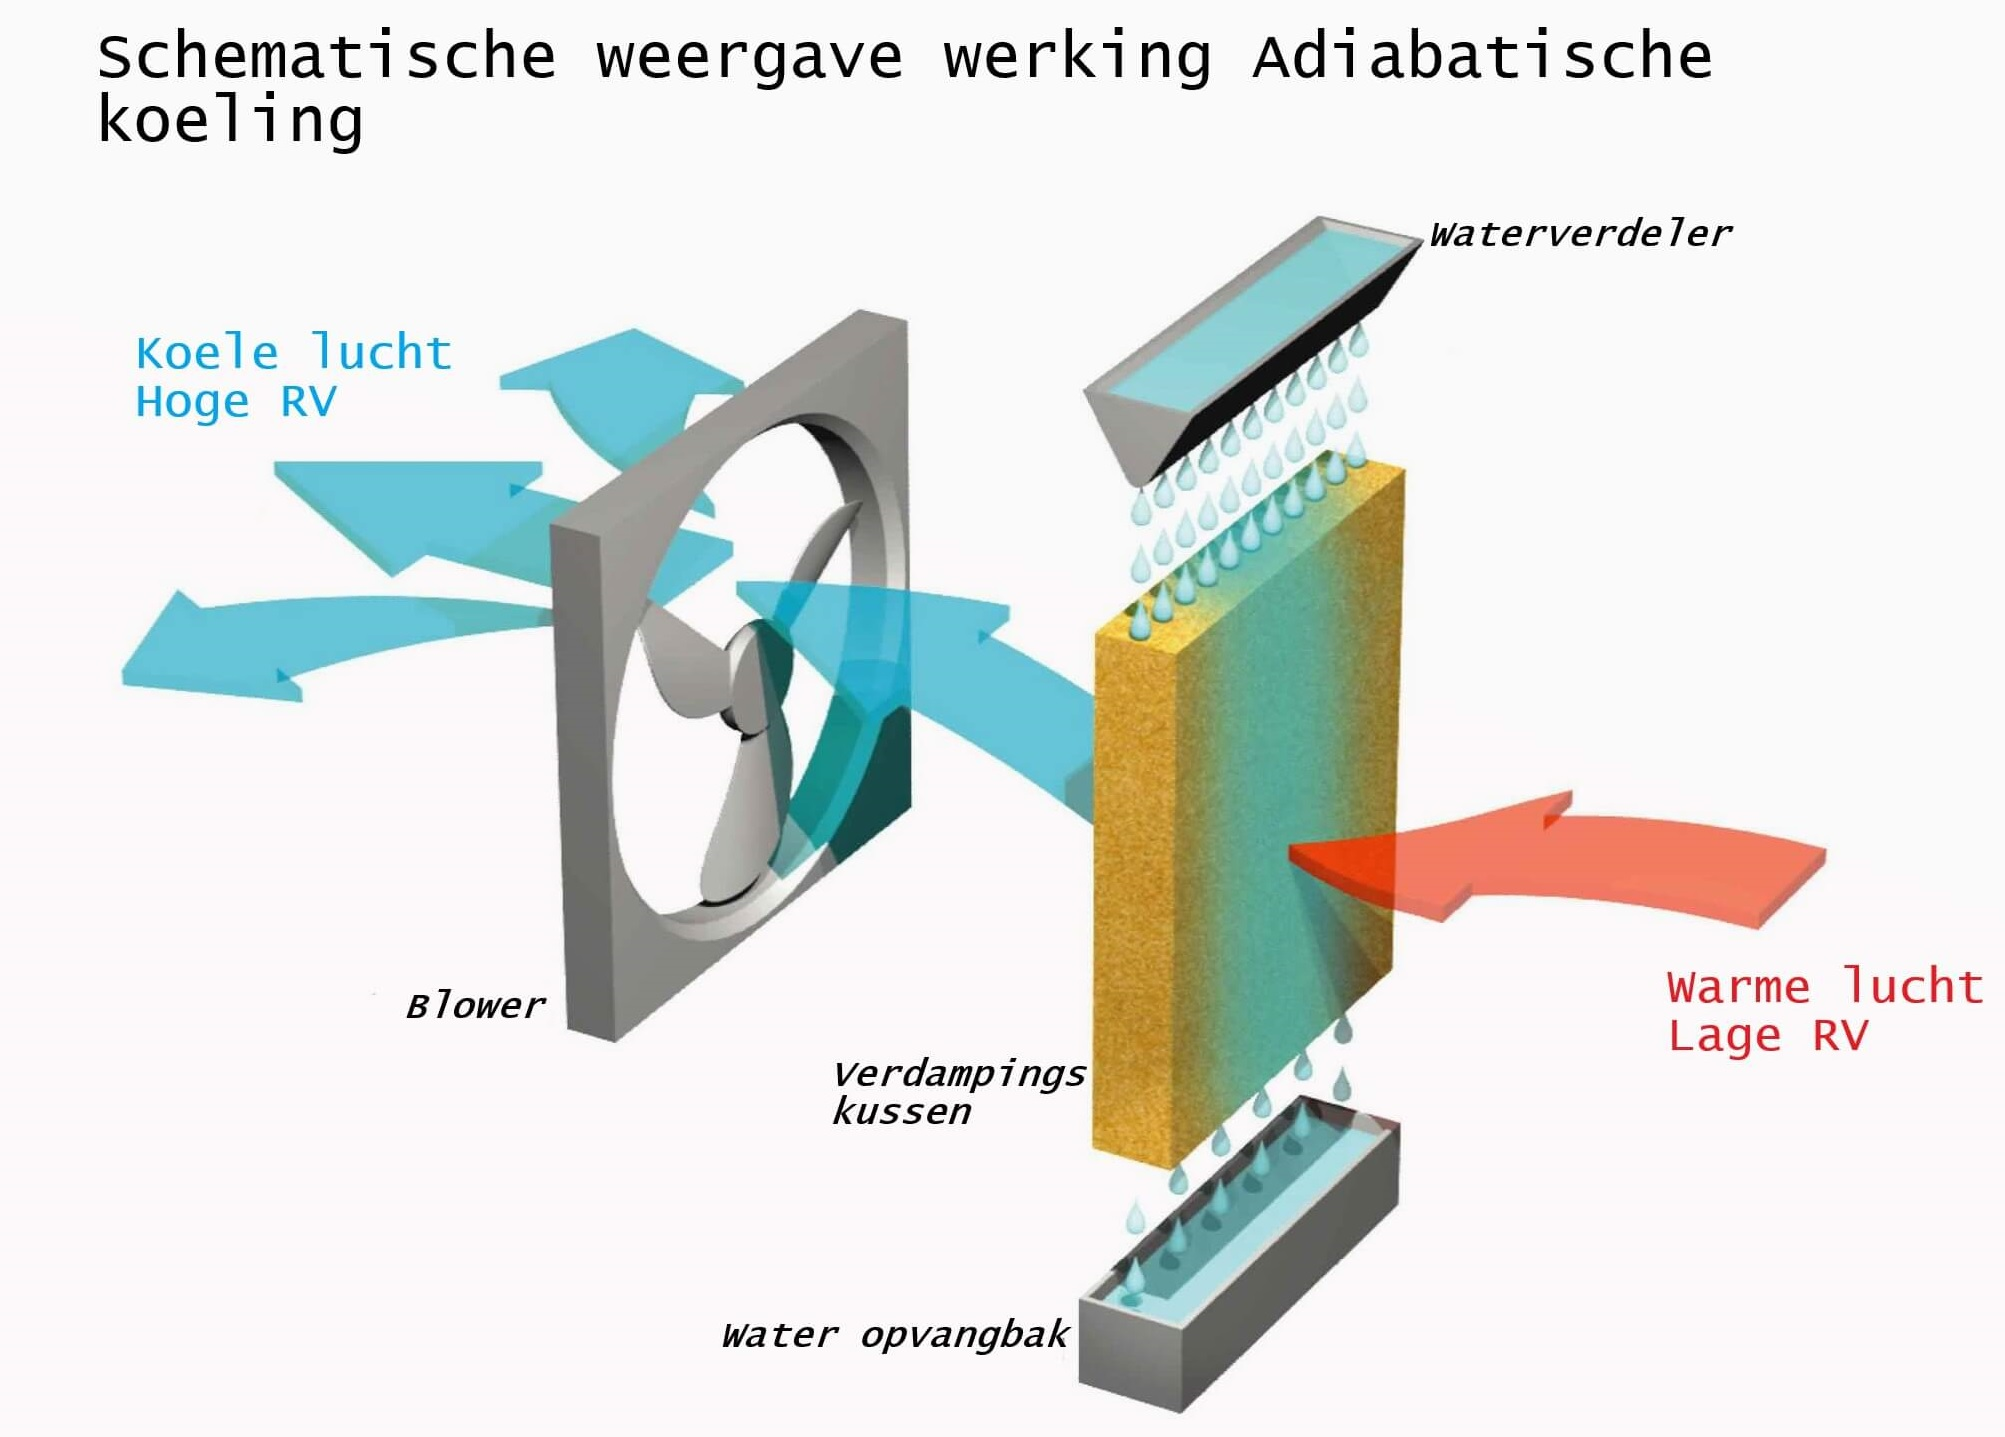 Schematische weergave werking Adiabatische
koeling
Waterverdeler
Koele lucht
Hoge RV
Warme lucht
Lage RV
Blower
Verdampings
kussen
Water opvangbak